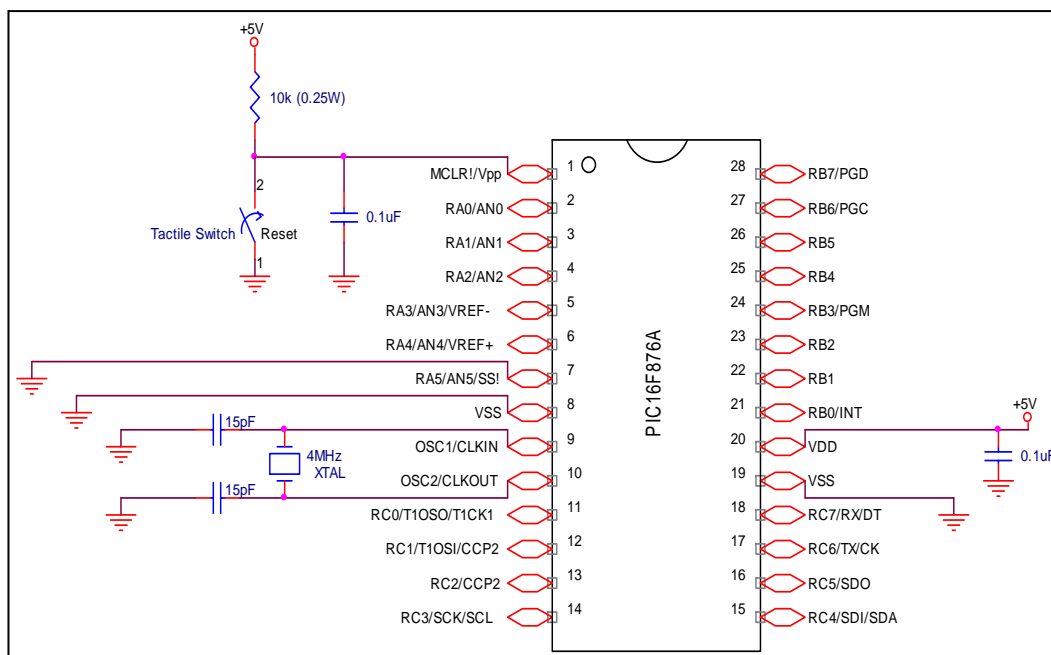 +5V
10k (0.25W)
2
Tactile Switch
Reset
1
0.1uF
MCLR!/Vpp
RA0/AN0
RA1/AN1
RA2/AN2
RA3/AN3/VREF-
RA4/AN4/VREF+
RA5/AN5/SS!
VSS
OSC1/CLKIN
OSC2/CLKOUT
RC0/T1OSO/T1CK1
RC1/T1OSI/CCP2
RC2/CCP2
RC3/SCK/SCL
15pF
4MHz
XTAL
15pF
1
2
3
4
5
6
7
8
9
10
11
12
13
14
PIC16F876A
28
27
26
25
24
23
22
21
20
19
18
17
16
15
RB7/PGD
RB6/PGC
RB5
RB4
RB3/PGM
RB2
RB1
RB0/INT
VDD
VSS
RC7/RX/DT
RC6/TX/CK
RC5/SDO
RC4/SDI/SDA
+5V
0.1uF